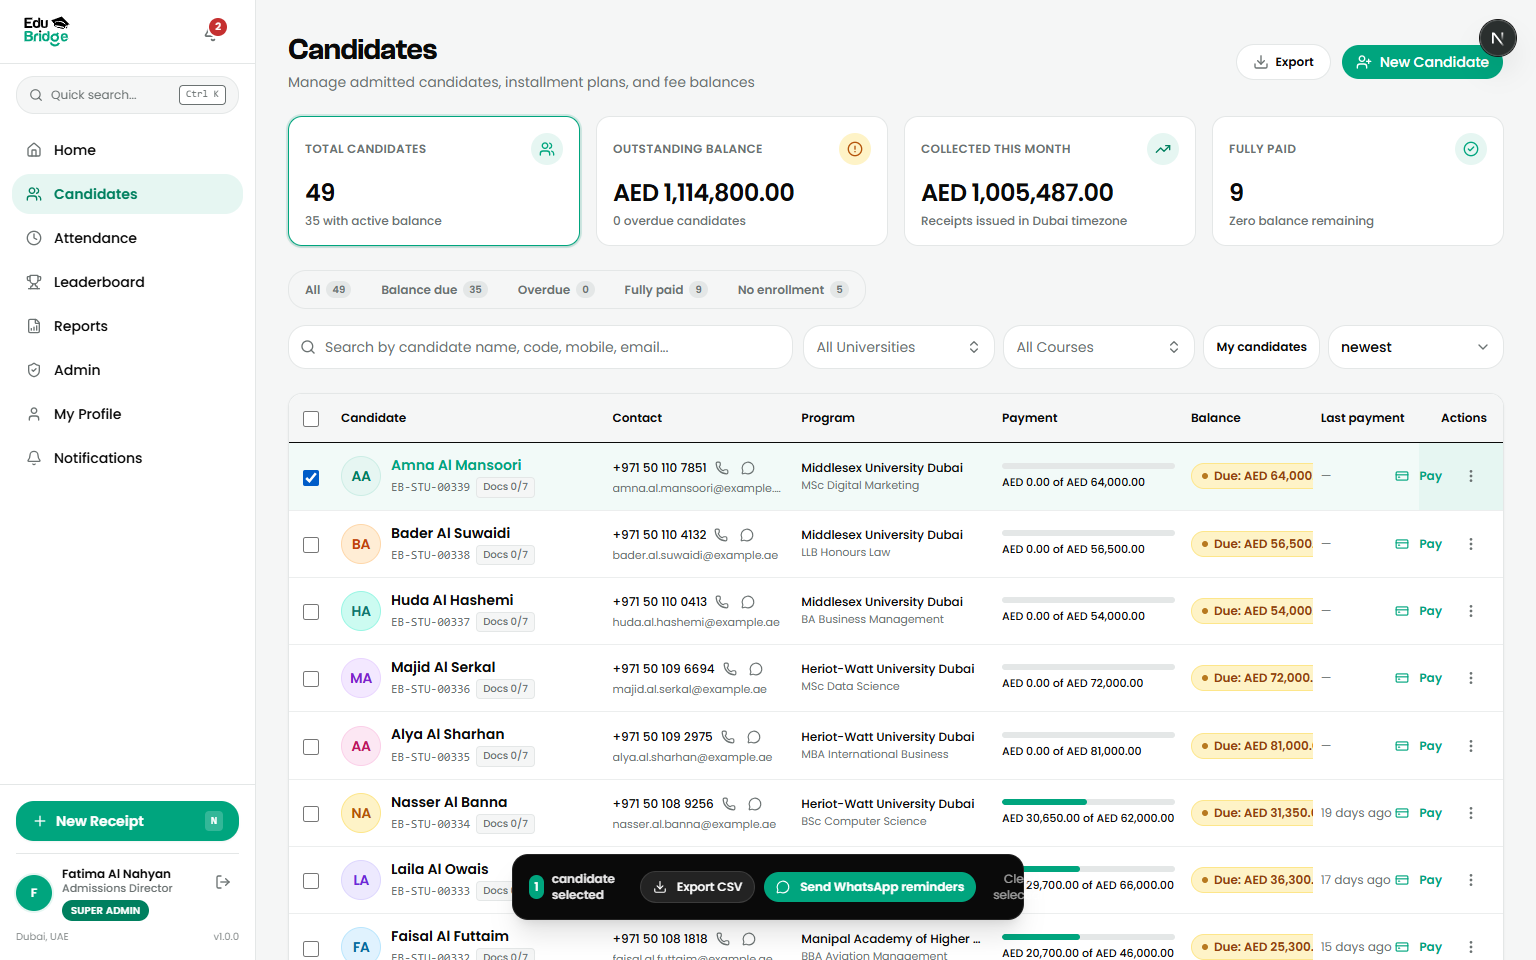 Edu
Bridge
2
Quick search...
Ctrl K
Home
Candidates
Attendance
Leaderboard
Reports
Admin
My Profile
Notifications
New Receipt
N
F
Fatima Al Nahyan
Admissions Director
SUPER ADMIN
Dubai, UAE
v1.0.0
Candidates
Manage admitted candidates, installment plans, and fee balances
Export
New Candidate
N
TOTAL CANDIDATES
49
35 with active balance
OUTSTANDING BALANCE
AED 1,114,800.00
0 overdue candidates
COLLECTED THIS MONTH
AED 1,005,487.00
Receipts issued in Dubai timezone
FULLY PAID
9
Zero balance remaining
All 49
Balance due 35
Overdue 0
Fully paid 9
No enrollment 5
Search by candidate name, code, mobile, email...
All Universities
All Courses
My candidates
newest
Candidate Contact Program Payment Balance Last payment Actions
AA
Amna Al Mansoori
EB-STU-00339 Docs 0/7
+971 50 110 7851
amna.al.mansoori@example....
Middlesex University Dubai
MSc Digital Marketing
AED 0.00 of AED 64,000.00
Due: AED 64,000
—
Pay
BA
Bader Al Suwaidi
EB-STU-00338 Docs 0/7
+971 50 110 4132
bader.al.suwaidi@example.ae
Middlesex University Dubai
LLB Honours Law
AED 0.00 of AED 56,500.00
Due: AED 56,500.
—
Pay
HA
Huda Al Hashemi
EB-STU-00337 Docs 0/7
+971 50 110 0413
huda.al.hashemi@example.ae
Middlesex University Dubai
BA Business Management
AED 0.00 of AED 54,000.00
Due: AED 54,000
—
Pay
MA
Majid Al Serkal
EB-STU-00336 Docs 0/7
+971 50 109 6694
majid.al.serkal@example.ae
Heriot-Watt University Dubai
MSc Data Science
AED 0.00 of AED 72,000.00
Due: AED 72,000.
—
Pay
AA
Alya Al Sharhan
EB-STU-00335 Docs 0/7
+971 50 109 2975
alya.al.sharhan@example.ae
Heriot-Watt University Dubai
MBA International Business
AED 0.00 of AED 81,000.00
Due: AED 81,000.
—
Pay
NA
Nasser Al Banna
EB-STU-00334 Docs 0/7
+971 50 108 9256
nasser.al.banna@example.ae
Heriot-Watt University Dubai
BSc Computer Science
AED 30,650.00 of AED 62,000.00
Due: AED 31,350.
19 days ago
Pay
LA
Laila Al Owais
EB-STU-00333 Docs
29,700.00 of AED 66,000.00
Due: AED 36,300.
17 days ago
Pay
1
candidate
selected
Export CSV
Send WhatsApp reminders
Cle
selec
FA
Faisal Al Futtaim
EB-STU-00332 Docs 0/7
+971 50 108 1818
faisal.al.futtaim@example.ae
Manipal Academy of Higher ...
BBA Aviation Management
AED 20,700.00 of AED 46,000.00
Due: AED 25,300.
15 days ago
Pay